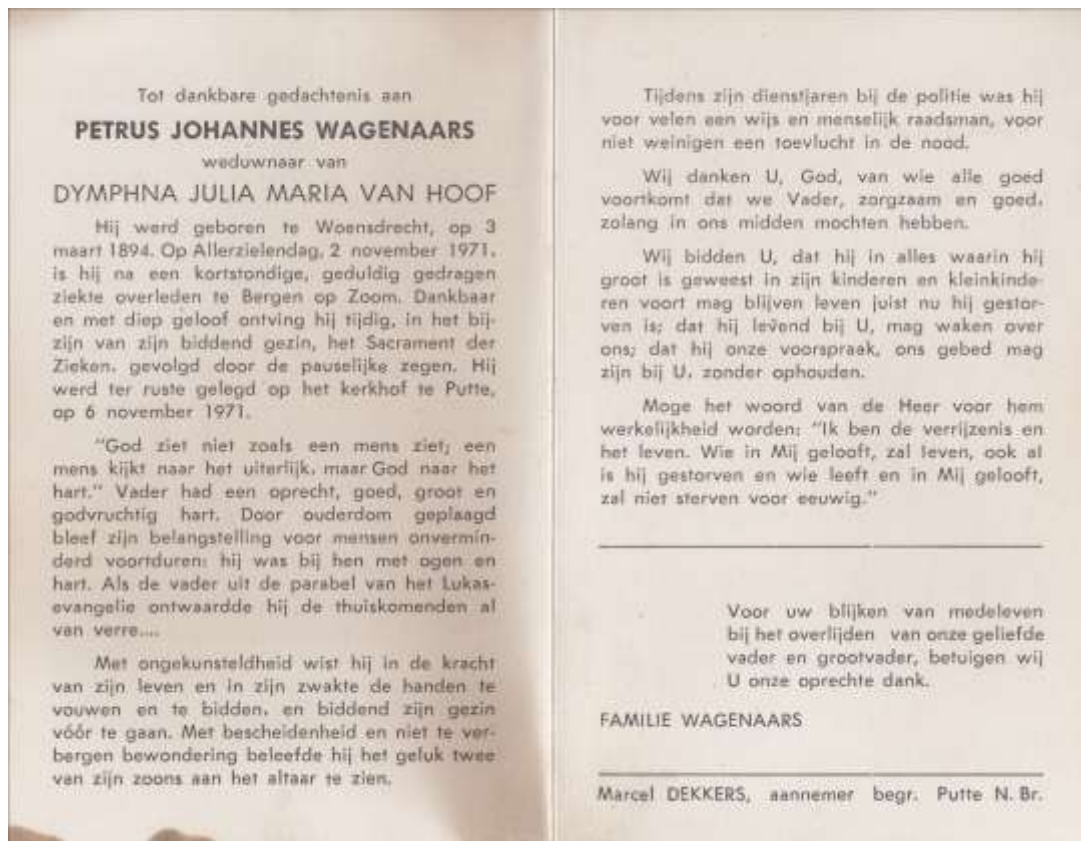 Tot dankbare gedachtenis aan
PETRUS JOHANNES WAGENAARS
weduwnaar van
DYMPHNA JULIA MARIA VAN HOOF
Hij werd geboren te Woensdrecht, op 3
maart 1894. Op Allerzielendag, 2 november 1971,
is hij na een kortstondige, geduldig gedragen
ziekte overleden te Bergen op Zoom. Dankbaar
en met diep geloof ontving hij tijdig, in het bij-
zijn van zijn biddend gezin, het Sacrament der
Zieken, gevolgd door de pauselijke zegen. Hij
werd ter ruste gelegd op het kerkhof te Putte,
op 6 november 1971.
"God ziet niet zoals een mens ziet; een
mens kijkt naar het uiterlijk, maar God naar het
hart." Vader had een oprecht, goed, groot en
godvruchtig hart. Door ouderdom geplaagd
bleef zijn belangstelling voor mensen onvermin-
derd voortduren: hij was bij hen met ogen en
hart. Als de vader uit de parabel van het Lukas-
evangelie ontwaardde hij de thuiskomenden al
van verre....
Met ongekunsteldheid wist hij in de kracht
van zijn leven en in zijn zwakte de handen te
vouwen en te bidden, en biddend zijn gezin
vóór te gaan. Met bescheidenheid en niet te ver-
bergen bewondering beleefde hij het geluk twee
van zijn zoons aan het altaar te zien.
Tijdens zijn dienstjaren bij de politie was hij
voor velen een wijs en menselijk raadsman, voor
niet weinigen een toevlucht in de nood.
Wij danken U, God, van wie alle goed
voortkomt dat we Vader, zorgzaam en goed,
zolang in ons midden mochten hebben.
Wij bidden U, dat hij in alles waarin hij
groot is geweest in zijn kinderen en kleinkinde-
ren voort mag blijven leven juist nu hij gestor-
ven is; dat hij levend bij U, mag waken over
ons; dat hij onze voorspraak, ons gebed mag
zijn bij U, zonder ophouden.
Moge het woord van de Heer voor hem
werkelijkheid worden: "Ik ben de verrijzenis en
het leven. Wie in Mij gelooft, zal leven, ook al
is hij gestorven en wie leeft en in Mij gelooft,
zal niet sterven voor eeuwig."
Voor uw blijken van medeleven
bij het overlijden van onze geliefde
vader en grootvader, betuigen wij
U onze oprechte dank.
FAMILIE WAGENAARS
Marcel DEKKERS, aannemer begr. Putte N. Br.